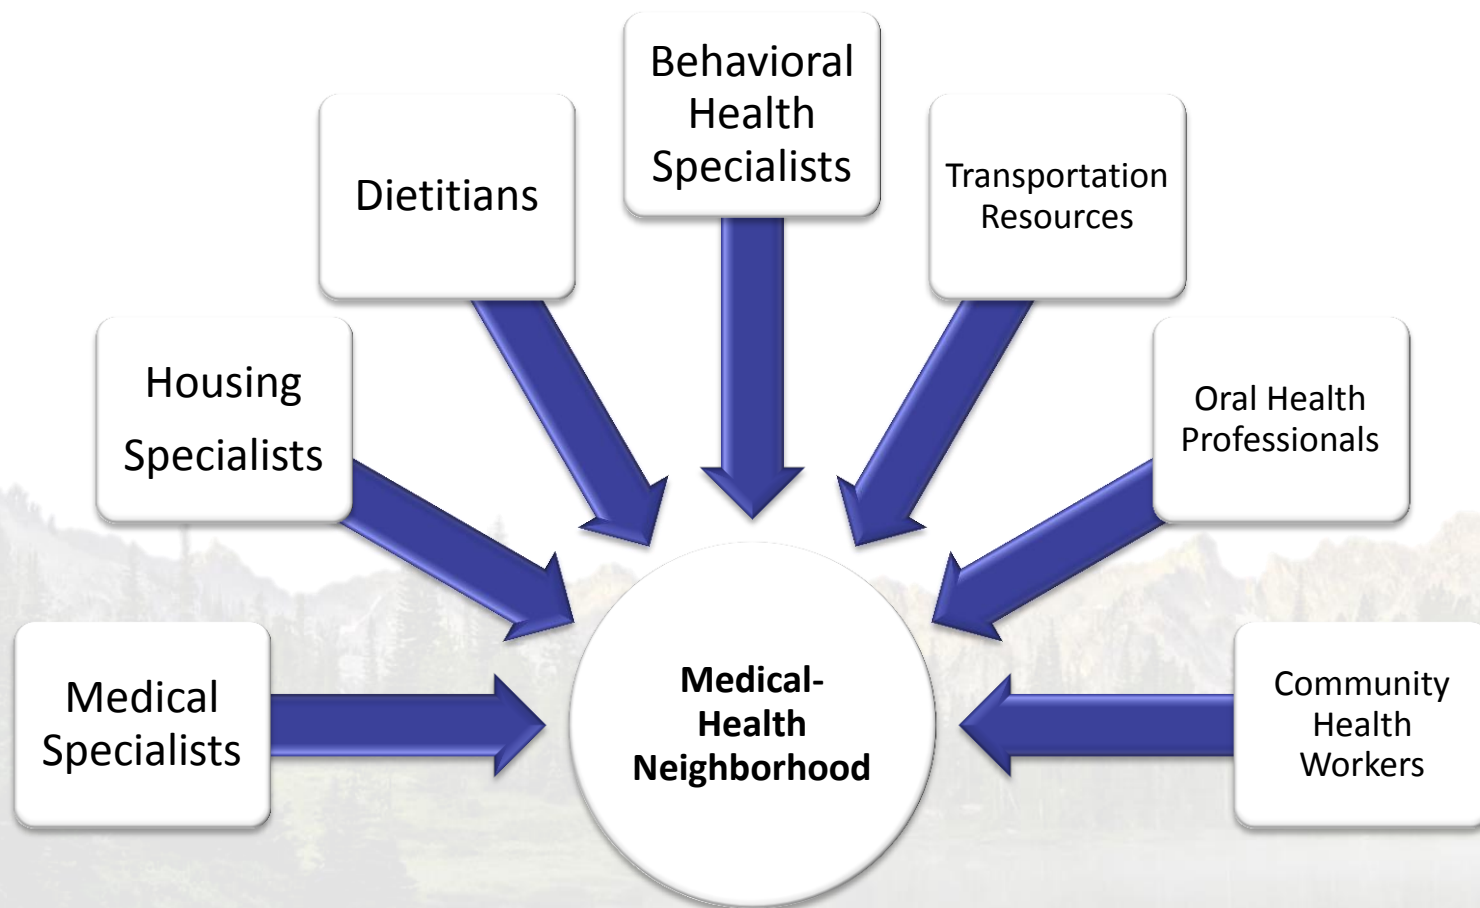 Behavioral
Health
Specialists
Dietitians
Transportation
Resources
Housing
Specialists
Oral Health
Professionals
Medical
Specialists
Medical-
Health
Neighborhood
Community
Health
Workers